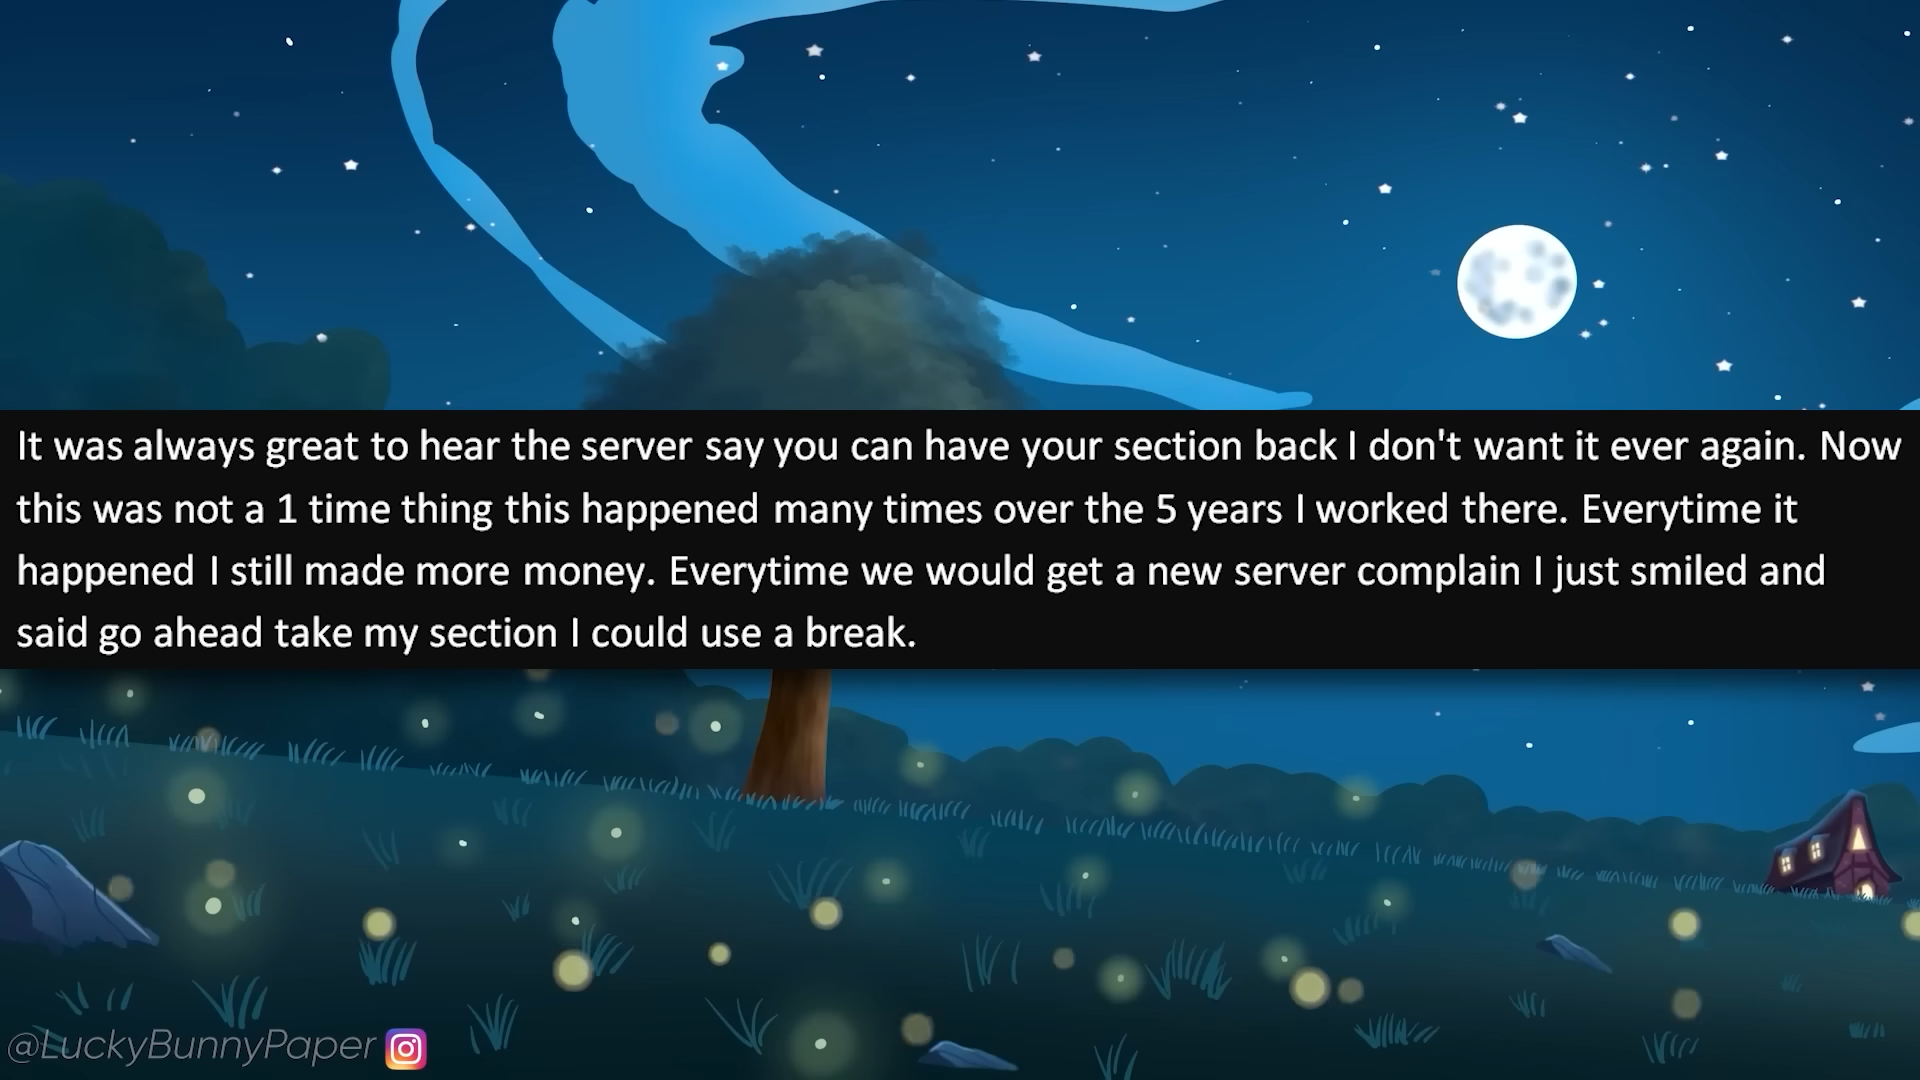 It was always great to hear the server say you can have your section back I don't want it ever again. Now
this was not a 1 time thing this happened many times over the 5 years I worked there. Everytime it
happened I still made more money. Everytime we would get a new server complain I just smiled and
said go ahead take my section I could use a break.
@LuckyBunnyPaper